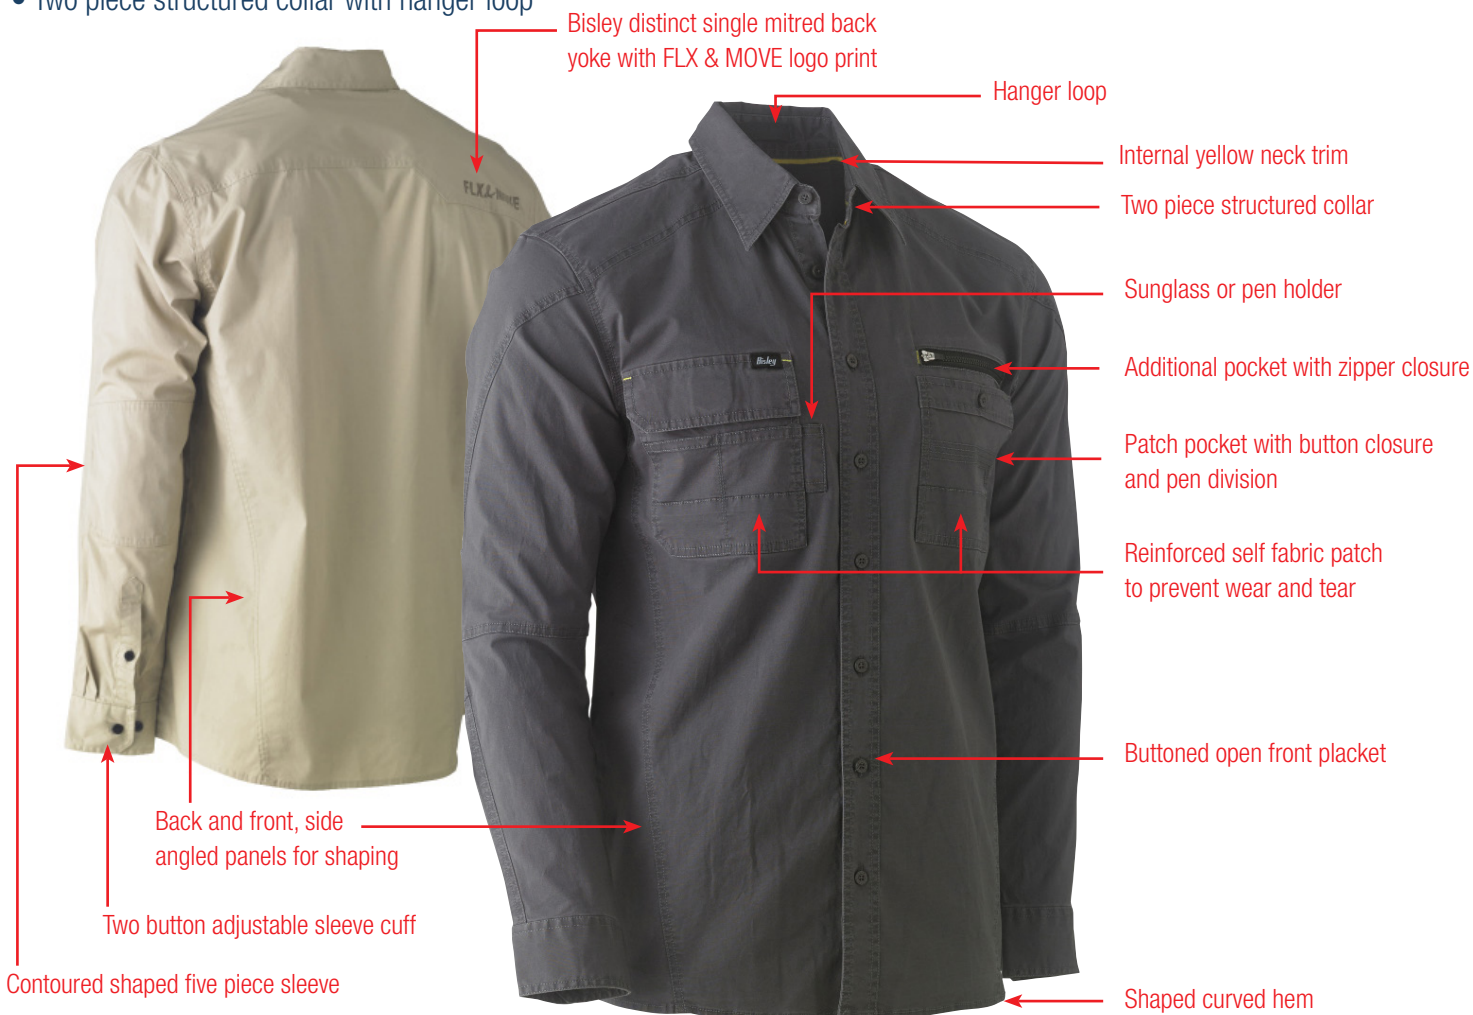 • Two piece structured collar with hanger loop
Bisley distinct single mitred back
yoke with FLX & MOVE logo print
Hanger loop
Internal yellow neck trim
Two piece structured collar
FLX& MOVE
Sunglass or pen holder
Bisley
Additional pocket with zipper closure
Patch pocket with button closure
and pen division
Reinforced self fabric patch
to prevent wear and tear
Buttoned open front placket
Back and front, side
angled panels for shaping
Two button adjustable sleeve cuff
Contoured shaped five piece sleeve
Shaped curved hem